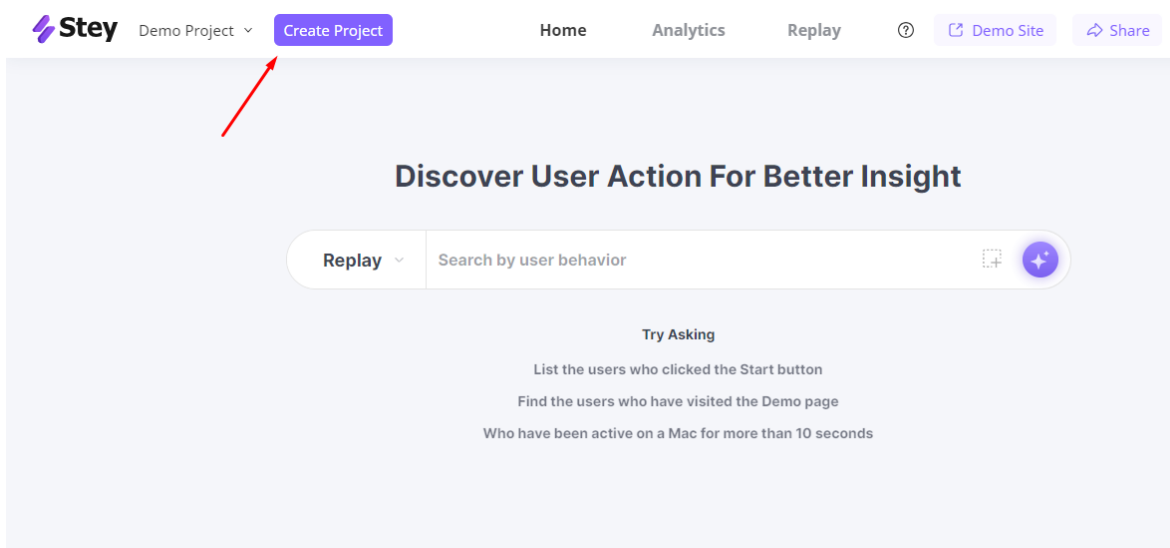 Stey Demo Project Create Project Home Analytics Replay Demo Site Share
Discover User Action For Better Insight
Replay Search by user behavior
Try Asking
List the users who clicked the Start button
Find the users who have visited the Demo page
Who have been active on a Mac for more than 10 seconds